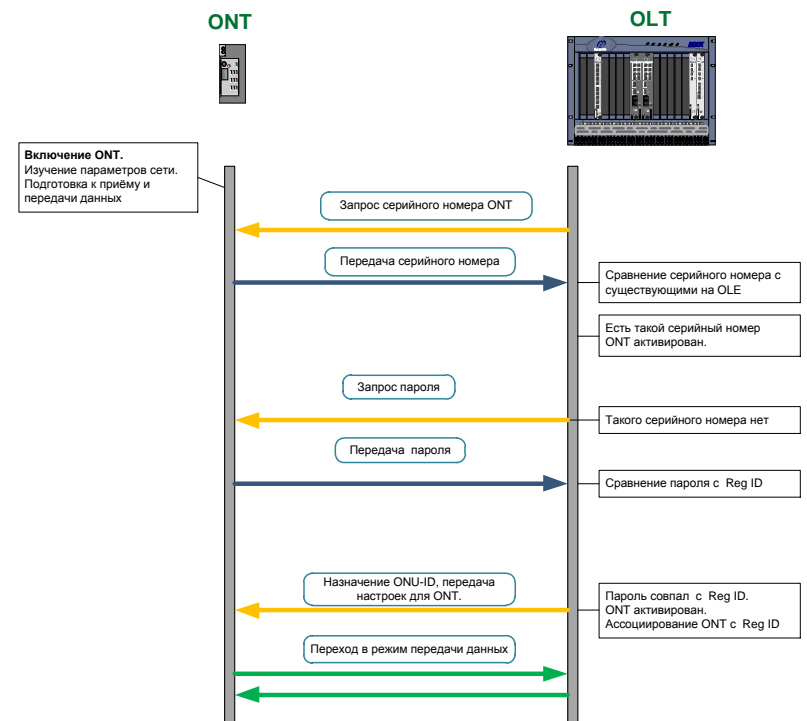 ONT
OLT
Включение ONT.
Изучение параметров сети.
Подготовка к приёму и
передачи данных
Запрос серийного номера ONT
Передача серийного номера
Сравнение серийного номера с
существующими на OLE
Есть такой серийный номер
ONT активирован.
Запрос пароля
Такого серийного номера нет
Передача пароля
Сравнение пароля с Reg ID
Назначение ONU-ID, передача
настроек для ONT.
Пароль совпал с Reg ID.
ONT активирован.
Ассоциирование ONT с Reg ID
Переход в режим передачи данных